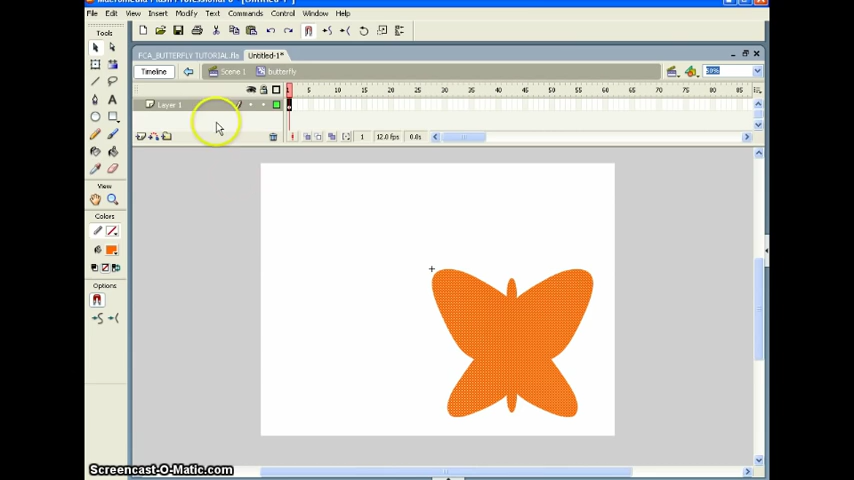 Macromedia Flash Professional 8 - [Untitled-1*]
File Edit View Insert Modify Text Commands Control Window Help
Tools
FCA_BUTTERFLY TUTORIAL.fla Untitled-1*
Timeline Scene 1 butterfly 59%
1 5 10 15 20 25 30 35 40 45 50 55 60 65 70 75 80 85
Layer 1
1 12.0 fps 0.0s
View
Colors
Options
Screencast-O-Matic.com